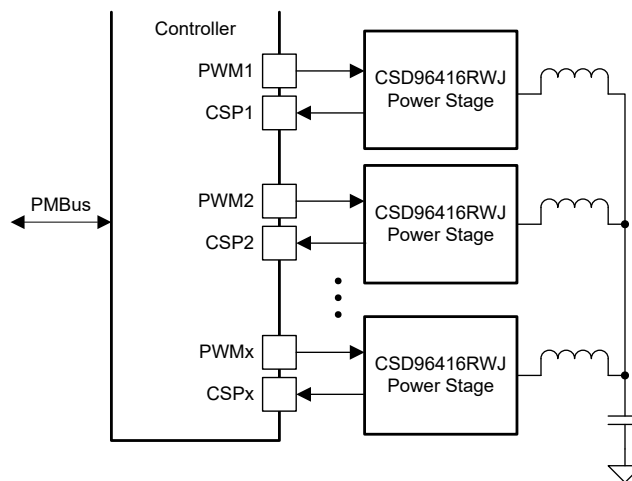 Controller
PWM1
CSD96416RWJ
Power Stage
CSP1
PWM2
CSD96416RWJ
Power Stage
PMBus
CSP2
PWMx
CSD96416RWJ
Power Stage
CSPx